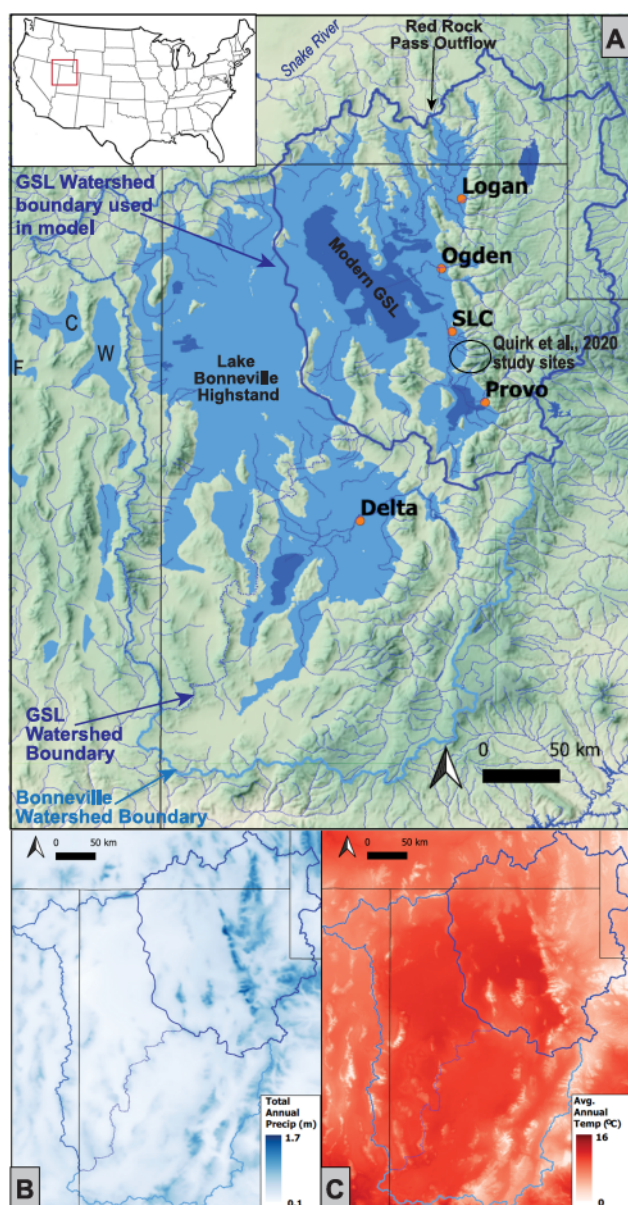 Red Rock
Pass Outflow
A
Snake River
GSL Watershed
boundary used
in model
Logan
Modern GSL
Ogden
SLC
C
W
F
Quirk et al., 2020
study sites
Lake
Bonneville
Highstand
Provo
Delta
GSL
Watershed
Boundary
0 50 km
Bonneville
Watershed Boundary
0 50 km
Total
Annual
Precip (m)
1.7
0.1
B
0 50 km
Avg.
Annual
Temp (ºC)
16
0
C